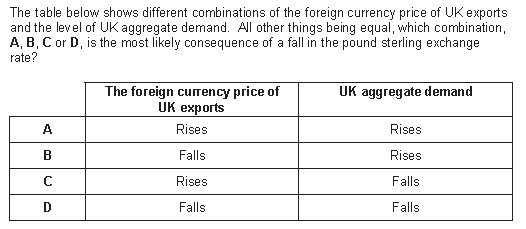 The table below shows different combinations of the foreign currency price of UK exports
and the level of UK aggregate demand.  All other things being equal, which combination,
A, B, C or D, is the most likely consequence of a fall in the pound sterling exchange
rate?
The foreign currency price of UK exports UK aggregate demand
A Rises Rises
B Falls Rises
C Rises Falls
D Falls Falls